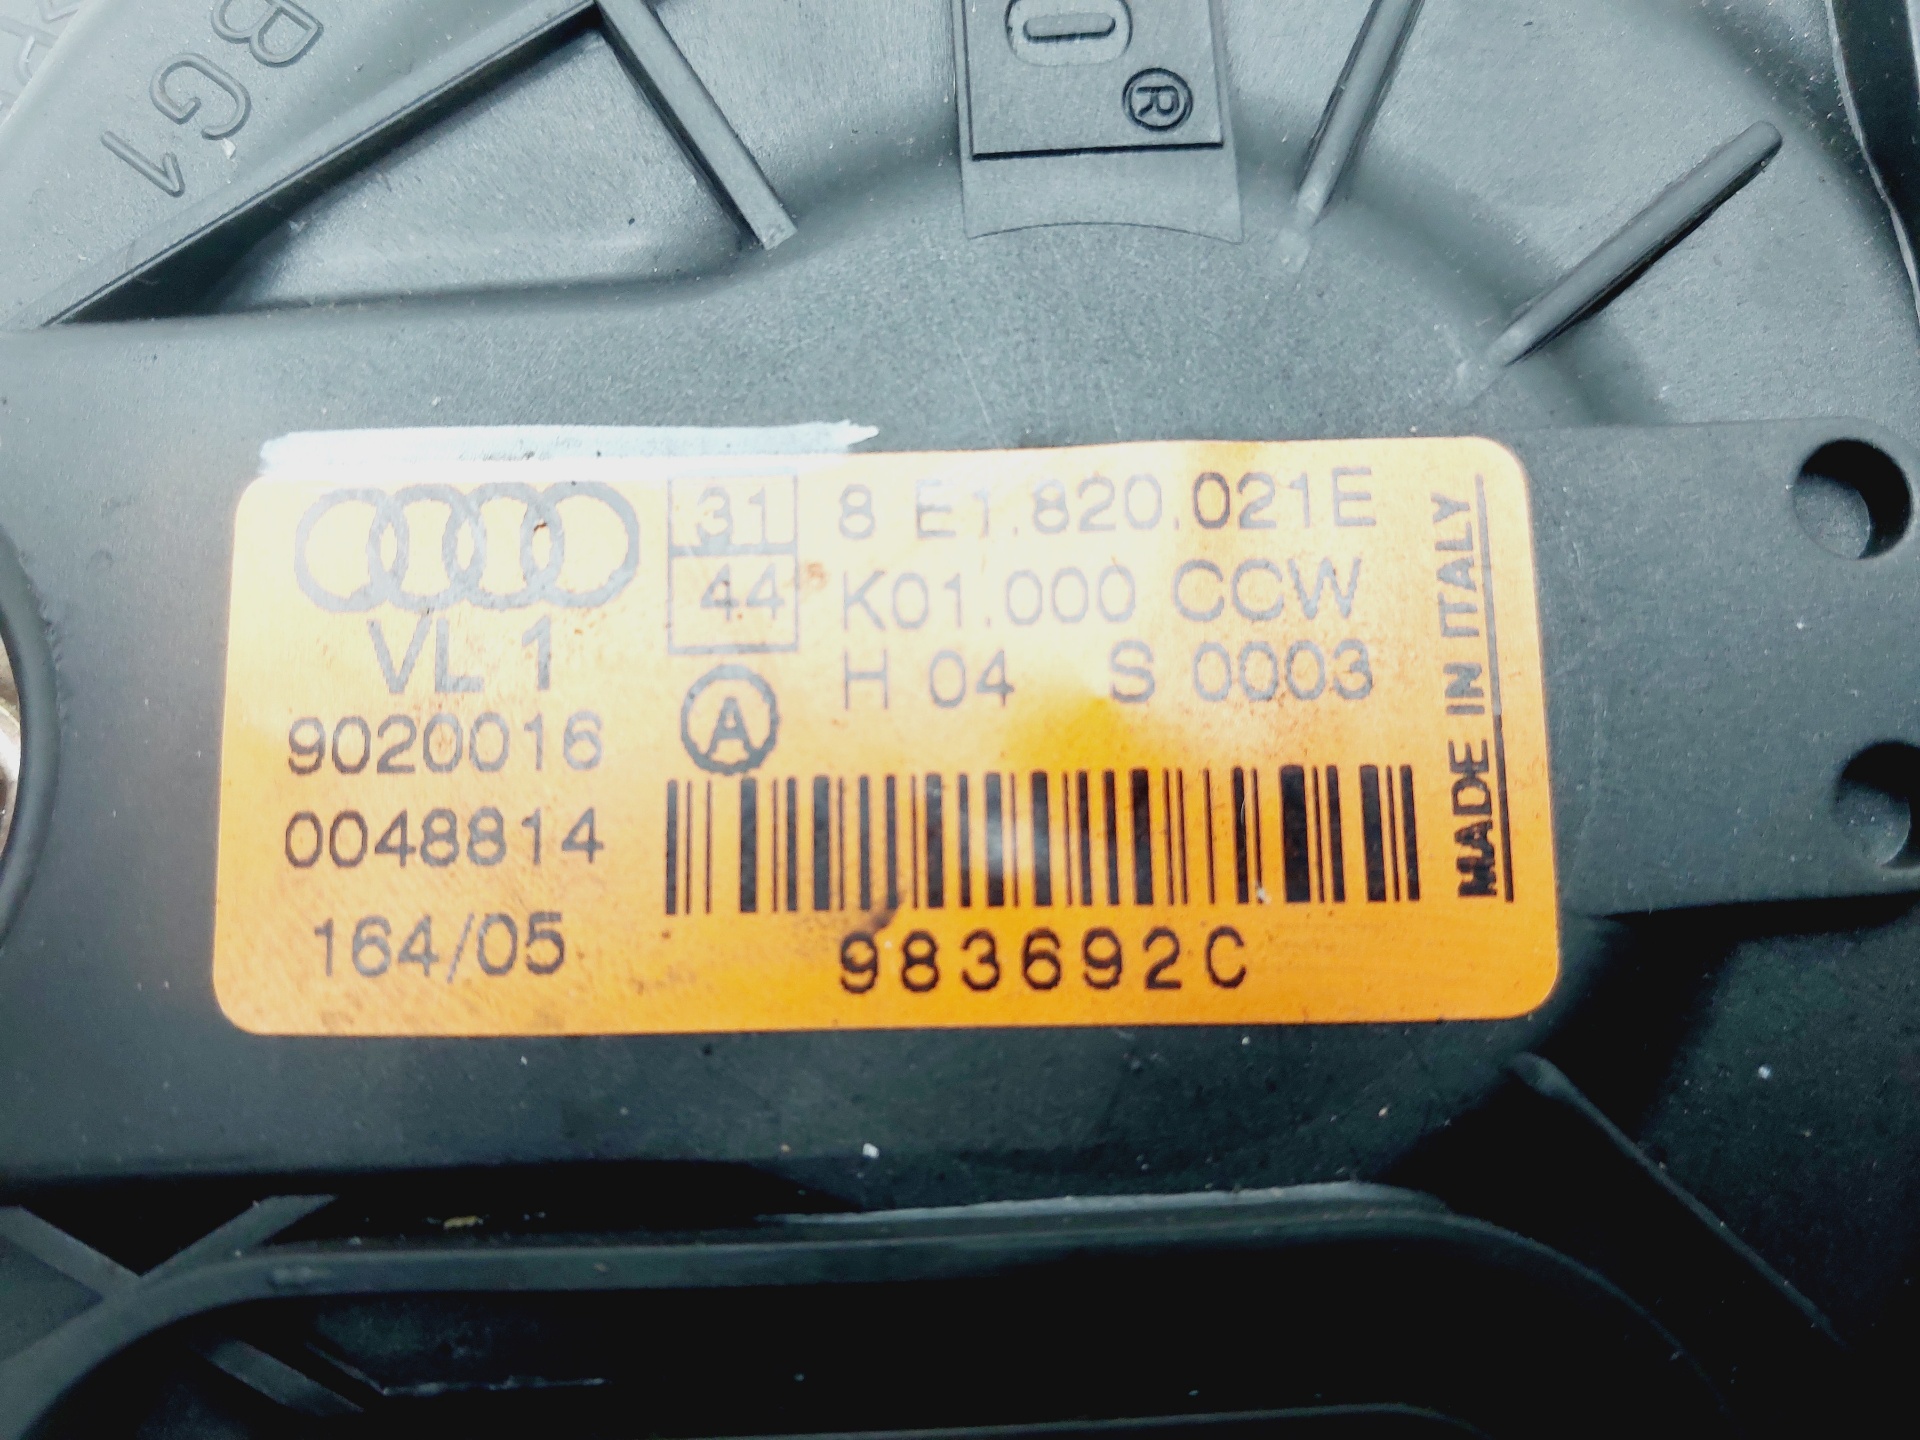 BG1
O ®
31 8 E1.820.021E
44 K01.000 CCW
VL 1
A H 04 S 0003
9020016
0048814
164/05
983692C
MADE IN ITALY